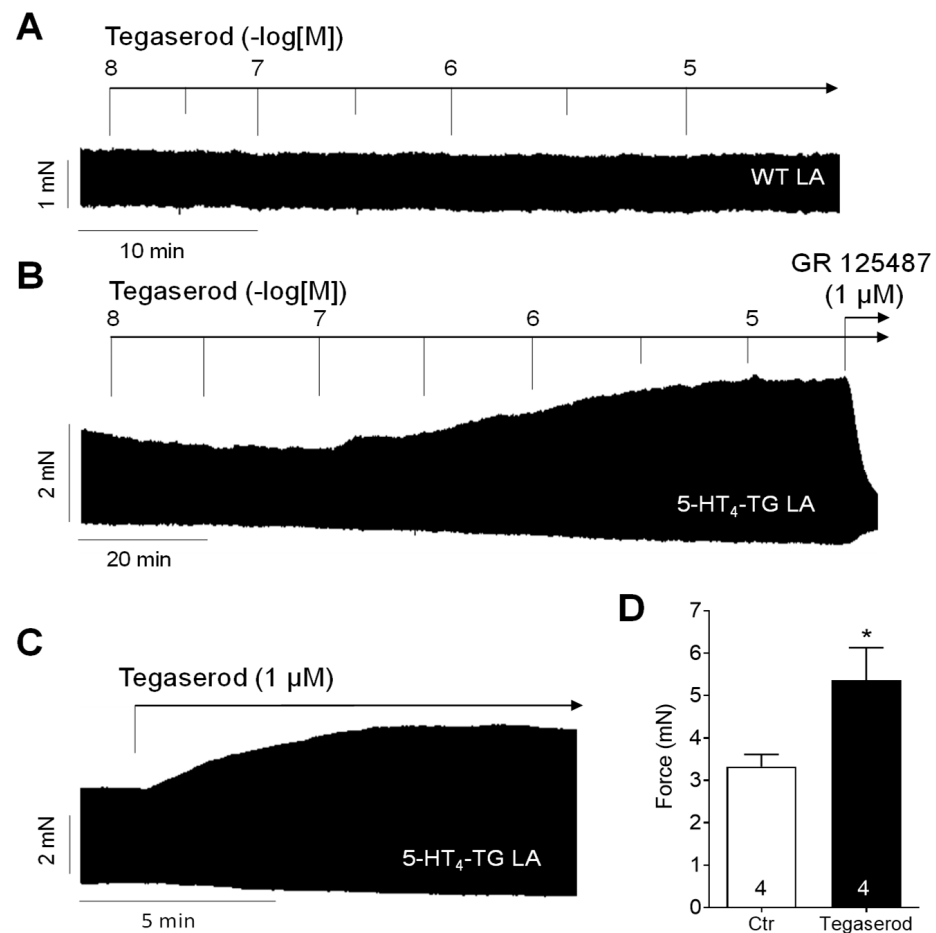 A
Tegaserod (-log[M])
8 7 6 5
1 mN
WT LA
10 min
B
GR 125487
(1 µM)
Tegaserod (-log[M])
8 7 6 5
2 mN
5-HT₄-TG LA
20 min
C
Tegaserod (1 µM)
2 mN
5-HT₄-TG LA
5 min
D
Force (mN)
7
6
5
4
3
2
1
0
*
4 4
Ctr Tegaserod